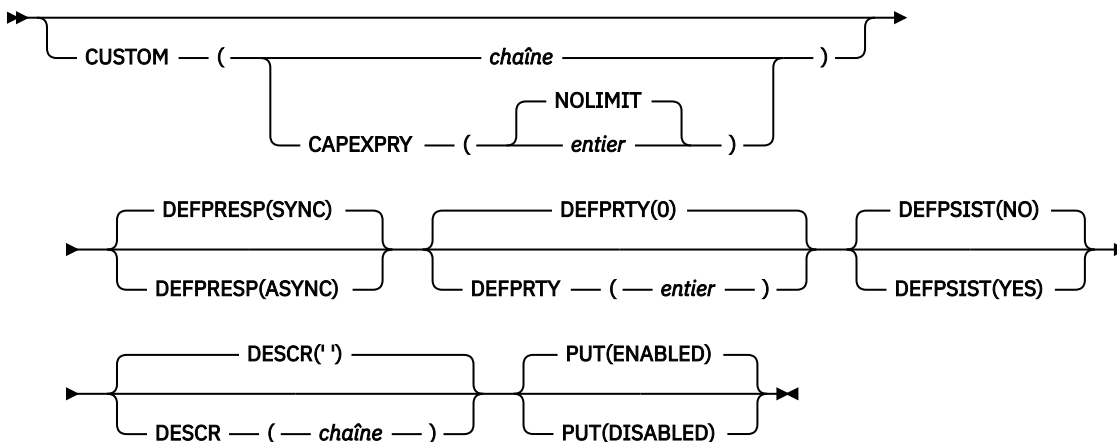 CUSTOM ( chaîne )
NOLIMIT
CAPEXPRY ( entier )
DEFPRESP(SYNC) DEFPRTY(0) DEFPSIST(NO)
DEFPRESP(ASYNC) DEFPRTY ( entier ) DEFPSIST(YES)
DESCR(' ') PUT(ENABLED)
DESCR ( chaîne ) PUT(DISABLED)